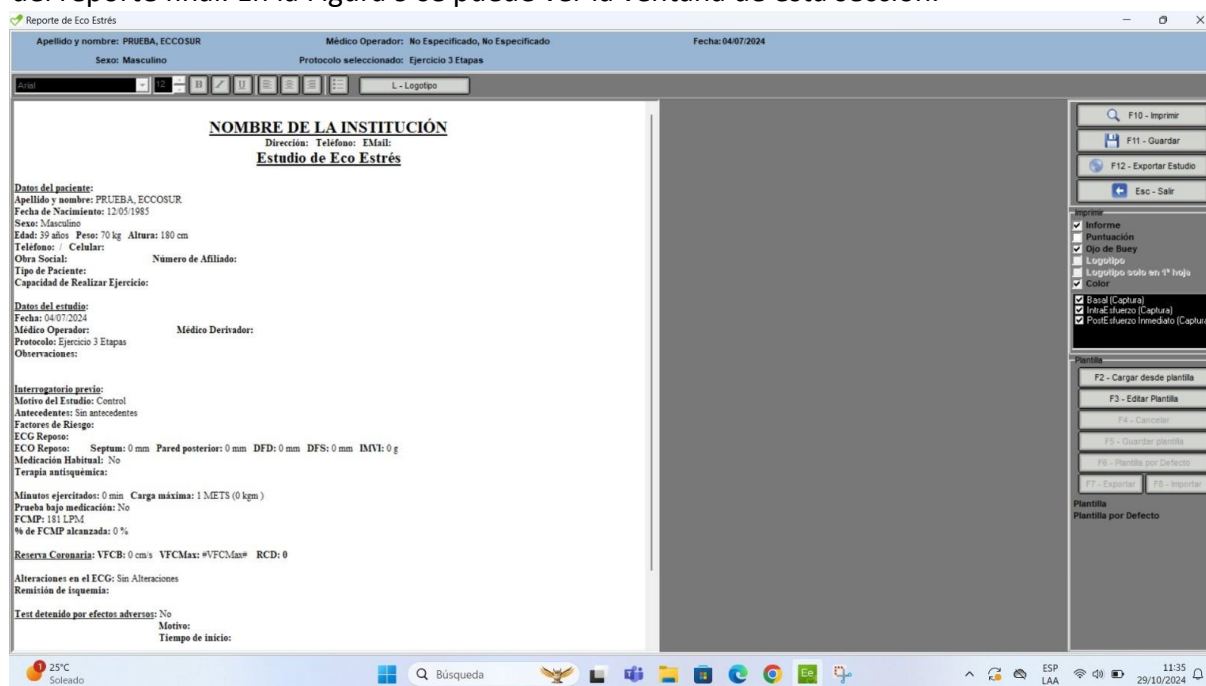 del reporte final. En la Figura 5 se puede ver la ventana de esta sección.
Reporte de Eco Estrés
Apellido y nombre: PRUEBA, ECCOSUR Médico Operador: No Especificado, No Especificado Fecha: 04/07/2024
Sexo: Masculino Protocolo seleccionado: Ejercicio 3 Etapas
Arial 12 B I U L - Logotipo
NOMBRE DE LA INSTITUCIÓN
Dirección: Teléfono: EMail:
Estudio de Eco Estrés
Datos del paciente:
Apellido y nombre: PRUEBA, ECCOSUR
Fecha de Nacimiento: 12/05/1985
Sexo: Masculino
Edad: 39 años Peso: 70 kg Altura: 180 cm
Teléfono: / Celular:
Obra Social: Número de Afiliado:
Tipo de Paciente:
Capacidad de Realizar Ejercicio:
Datos del estudio:
Fecha: 04/07/2024
Médico Operador: Médico Derivador:
Protocolo: Ejercicio 3 Etapas
Observaciones:
Interrogatorio previo:
Motivo del Estudio: Control
Antecedentes: Sin antecedentes
Factores de Riesgo:
ECG Reposo:
ECO Reposo: Septum: 0 mm Pared posterior: 0 mm DFD: 0 mm DFS: 0 mm IMVI: 0 g
Medicación Habitual: No
Terapia antisquémica:
Minutos ejercitados: 0 min Carga máxima: 1 METS (0 kgm )
Prueba bajo medicación: No
FCMP: 181 LPM
% de FCMP alcanzada: 0 %
Reserva Coronaria: VFCB: 0 cm/s VFCMax: #VFCMax# RCD: 0
Alteraciones en el ECG: Sin Alteraciones
Remisión de isquemia:
Test detenido por efectos adversos: No
Motivo:
Tiempo de inicio:
F10 - Imprimir
F11 - Guardar
F12 - Exportar Estudio
Esc - Salir
Imprimir
Informe
Puntuación
Ojo de Buey
Logotipo
Logotipo solo en 1ª hoja
Color
Basal (Captura)
IntraEsfuerzo (Captura)
PostEsfuerzo Inmediato (Captura
Plantilla
F2 - Cargar desde plantilla
F3 - Editar Plantilla
F4 - Cancelar
F5 - Guardar plantilla
F6 - Plantilla por Defecto
F7 - Exportar F8 - Importar
Plantilla
Plantilla por Defecto
1 25°C
Soleado
Búsqueda
Ee
ESP
LAA
11:35
29/10/2024